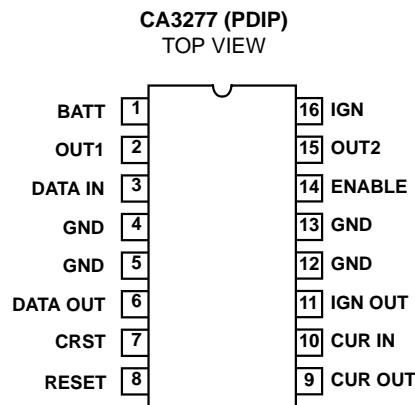 CA3277 (PDIP)
TOP VIEW
BATT 1 16 IGN
OUT1 2 15 OUT2
DATA IN 3 14 ENABLE
GND 4 13 GND
GND 5 12 GND
DATA OUT 6 11 IGN OUT
CRST 7 10 CUR IN
RESET 8 9 CUR OUT